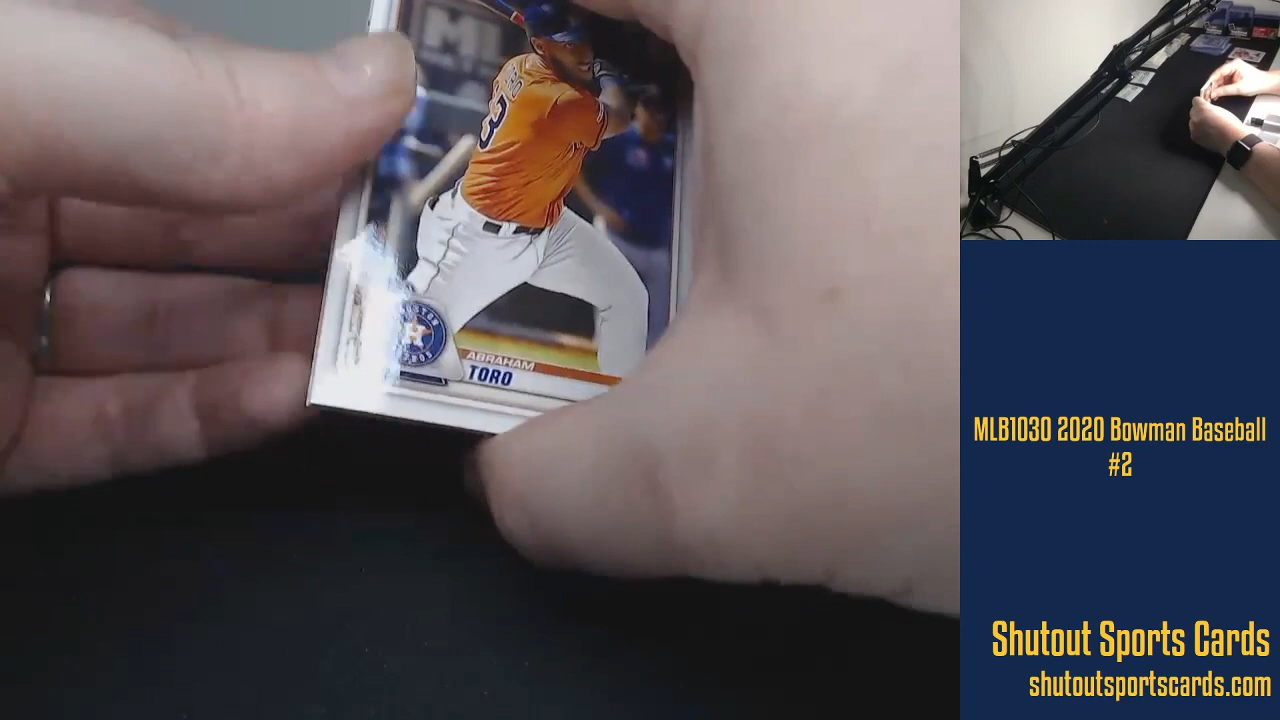 ABRAHAM
TORO
MLB1030 2020 Bowman Baseball
#2
Shutout Sports Cards
shutoutsportscards.com